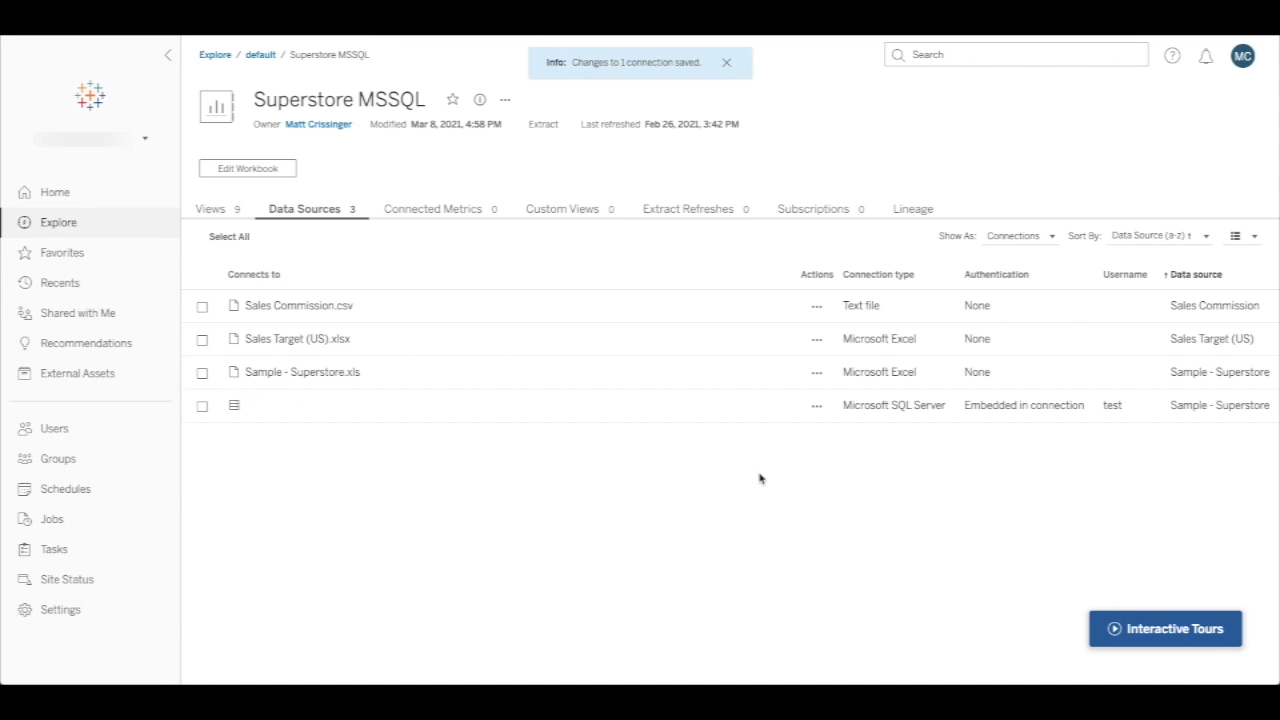 Explore / default / Superstore MSSQL
Info: Changes to 1 connection saved.
Search
MC
Superstore MSSQL
Owner Matt Crissinger Modified Mar 8, 2021, 4:58 PM Extract Last refreshed Feb 26, 2021, 3:42 PM
Edit Workbook
Home
Explore
Favorites
Recents
Shared with Me
Recommendations
External Assets
Users
Groups
Schedules
Jobs
Tasks
Site Status
Settings
Views 9 Data Sources 3 Connected Metrics 0 Custom Views 0 Extract Refreshes 0 Subscriptions 0 Lineage
Select All Show As: Connections Sort By: Data Source (a-z) ↑
Connects to Actions Connection type Authentication Username ↑ Data source
Sales Commission.csv Text file None Sales Commission
Sales Target (US).xlsx Microsoft Excel None Sales Target (US)
Sample - Superstore.xls Microsoft Excel None Sample - Superstore
Microsoft SQL Server Embedded in connection test Sample - Superstore
Interactive Tours